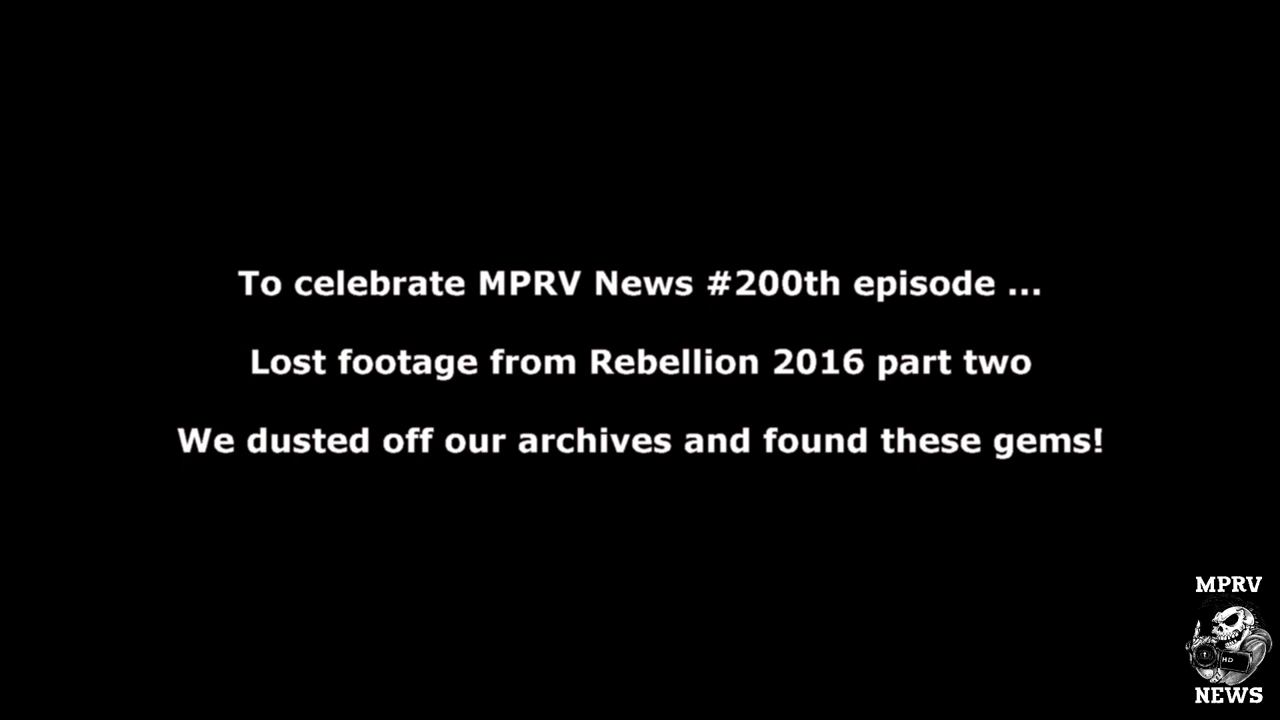 To celebrate MPRV News #200th episode ...
Lost footage from Rebellion 2016 part two
We dusted off our archives and found these gems!
MPRV
HD
NEWS